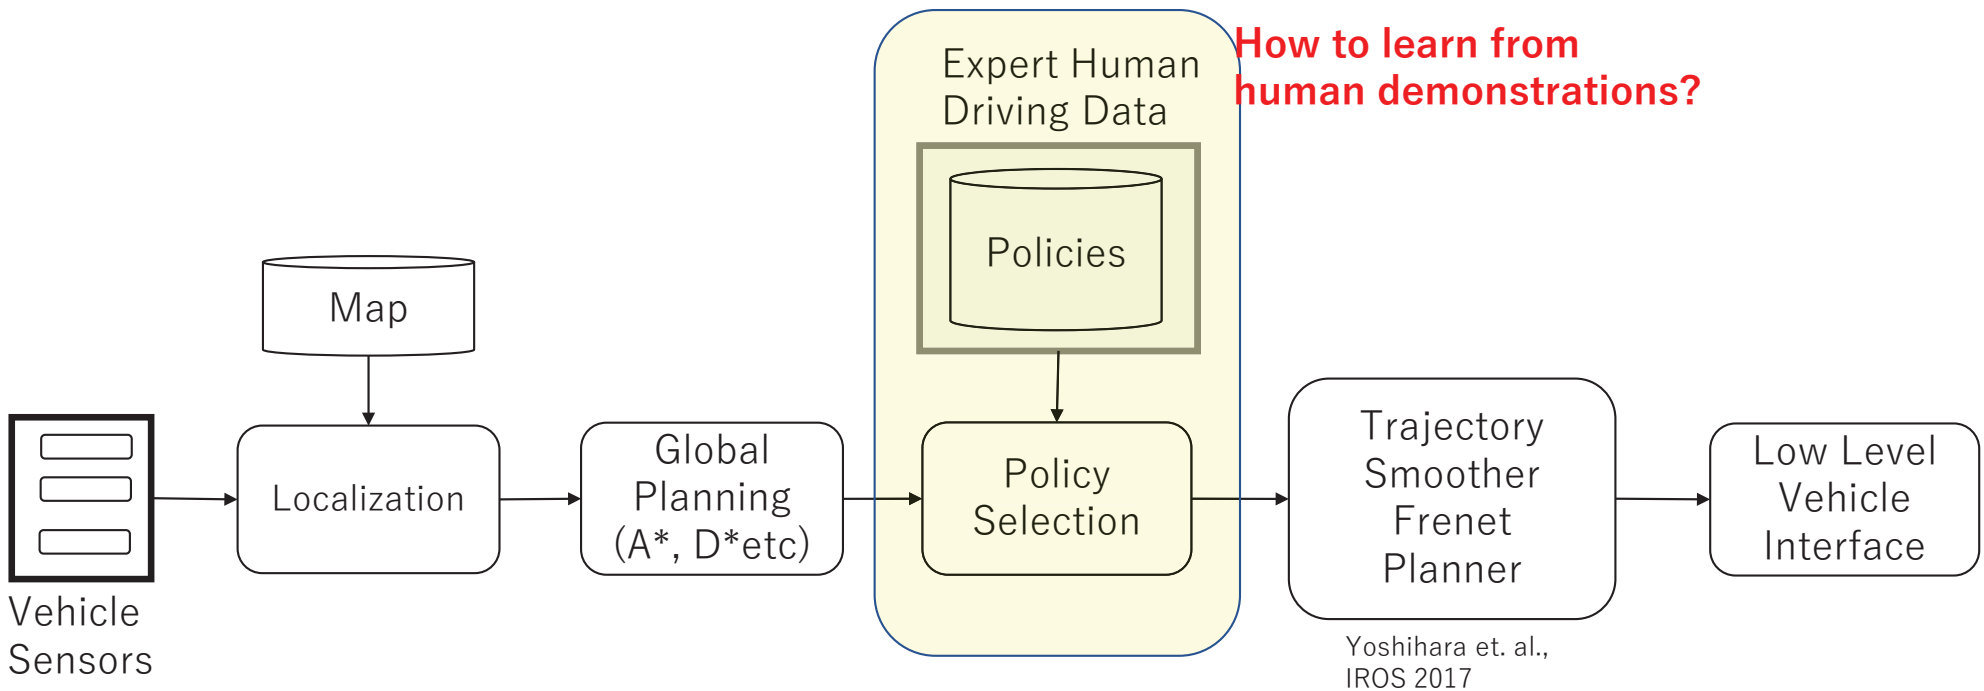 How to learn from
human demonstrations?
Expert Human
Driving Data
Policies
Map
Vehicle
Sensors
Localization
Global
Planning
(A*, D*etc)
Policy
Selection
Trajectory
Smoother
Frenet
Planner
Yoshihara et. al.,
IROS 2017
Low Level
Vehicle
Interface